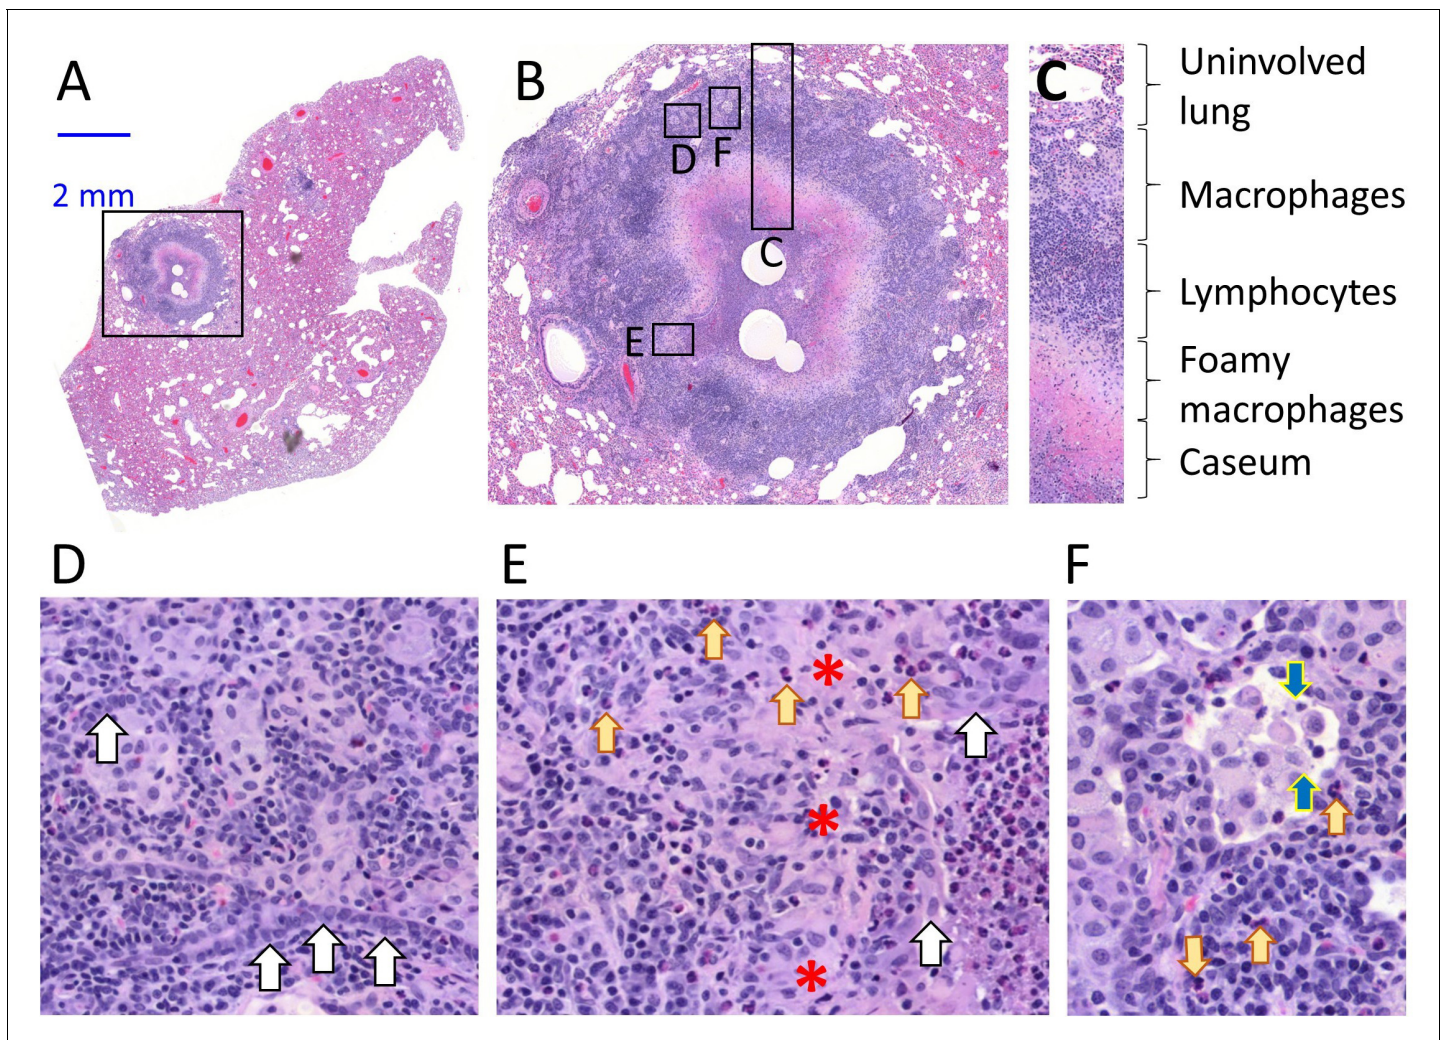 A
2 mm
B
D
F
C
E
C
Uninvolved
lung
Macrophages
Lymphocytes
Foamy
macrophages
Caseum
D
E
F
*
*
*